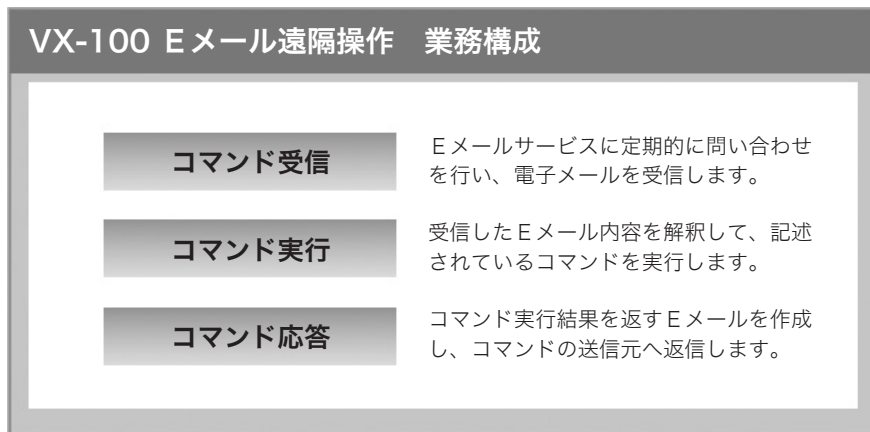 VX-100 Eメール遠隔操作　業務構成
コマンド受信
Eメールサービスに定期的に問い合わせ
を行い、電子メールを受信します。
コマンド実行
受信したEメール内容を解釈して、記述
されているコマンドを実行します。
コマンド応答
コマンド実行結果を返すEメールを作成
し、コマンドの送信元へ返信します。